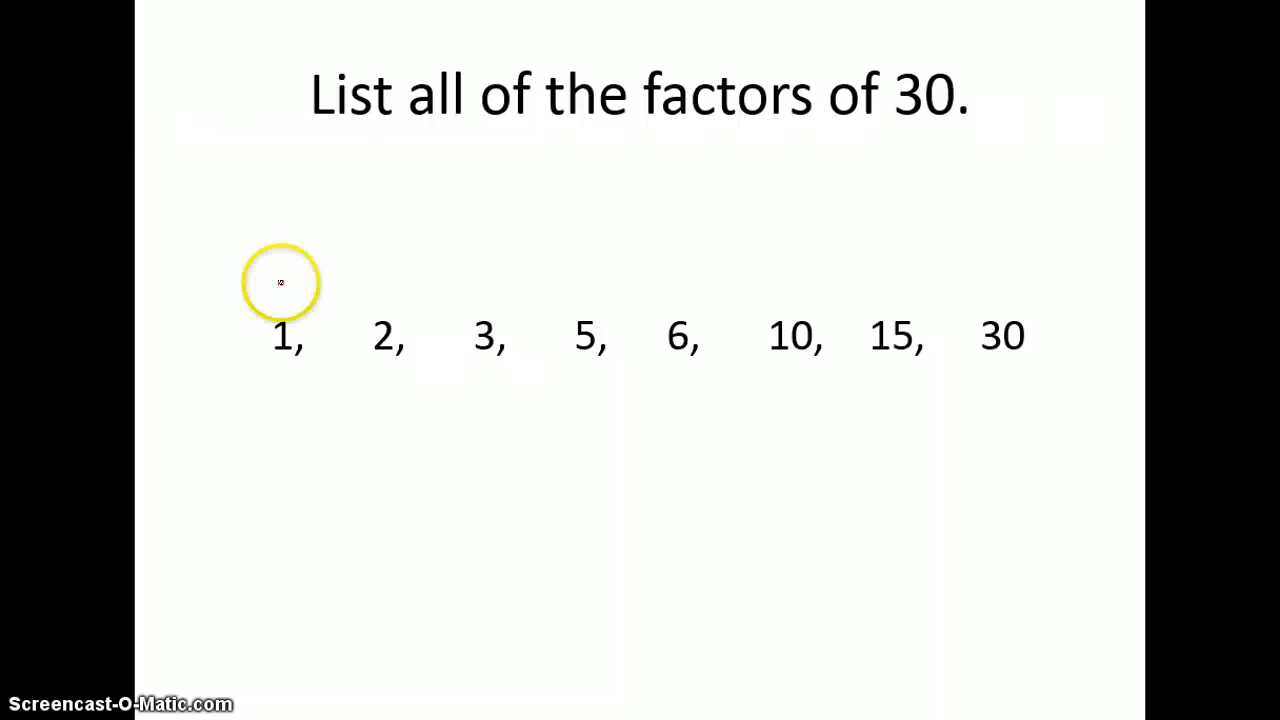 List all of the factors of 30.
1, 2, 3, 5, 6, 10, 15, 30
Screencast-O-Matic.com